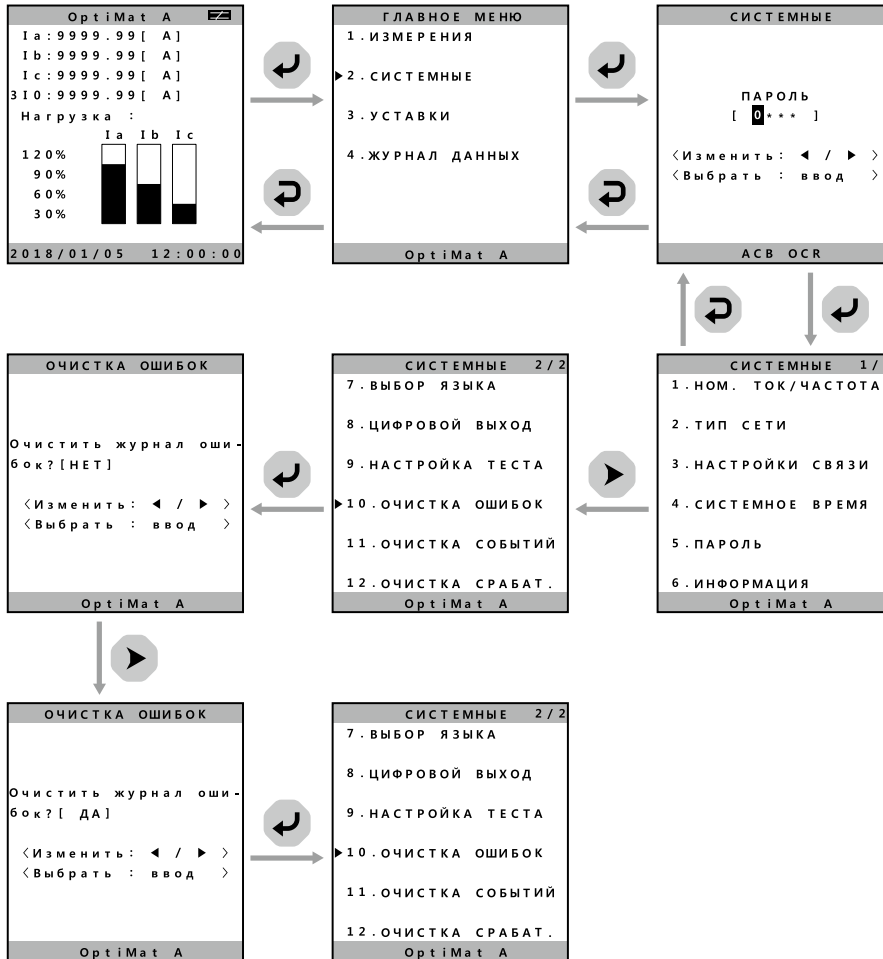 OptiMat A
Ia:9999.99[ A]
Ib:9999.99[ A]
Ic:9999.99[ A]
3I0:9999.99[ A]
Нагрузка :
Ia Ib Ic
120%
90%
60%
30%
2018/01/05 12:00:00
ГЛАВНОЕ МЕНЮ
1.ИЗМЕРЕНИЯ
2.СИСТЕМНЫЕ
3.УСТАВКИ
4.ЖУРНАЛ ДАННЫХ
OptiMat A
СИСТЕМНЫЕ
ПАРОЛЬ
[ 0*** ]
〈Изменить: ◀ / ▶ 〉
〈Выбрать : ввод 〉
ACB OCR
ОЧИСТКА ОШИБОК
Очистить журнал оши-
бок?[НЕТ]
〈Изменить: ◀ / ▶ 〉
〈Выбрать : ввод 〉
OptiMat A
СИСТЕМНЫЕ 2/2
7.ВЫБОР ЯЗЫКА
8.ЦИФРОВОЙ ВЫХОД
9.НАСТРОЙКА ТЕСТА
10.ОЧИСТКА ОШИБОК
11.ОЧИСТКА СОБЫТИЙ
12.ОЧИСТКА СРАБАТ.
OptiMat A
СИСТЕМНЫЕ 1/
1.НОМ. ТОК/ЧАСТОТА
2.ТИП СЕТИ
3.НАСТРОЙКИ СВЯЗИ
4.СИСТЕМНОЕ ВРЕМЯ
5.ПАРОЛЬ
6.ИНФОРМАЦИЯ
OptiMat A
ОЧИСТКА ОШИБОК
Очистить журнал оши-
бок?[ ДА]
〈Изменить: ◀ / ▶ 〉
〈Выбрать : ввод 〉
OptiMat A
СИСТЕМНЫЕ 2/2
7.ВЫБОР ЯЗЫКА
8.ЦИФРОВОЙ ВЫХОД
9.НАСТРОЙКА ТЕСТА
10.ОЧИСТКА ОШИБОК
11.ОЧИСТКА СОБЫТИЙ
12.ОЧИСТКА СРАБАТ.
OptiMat A